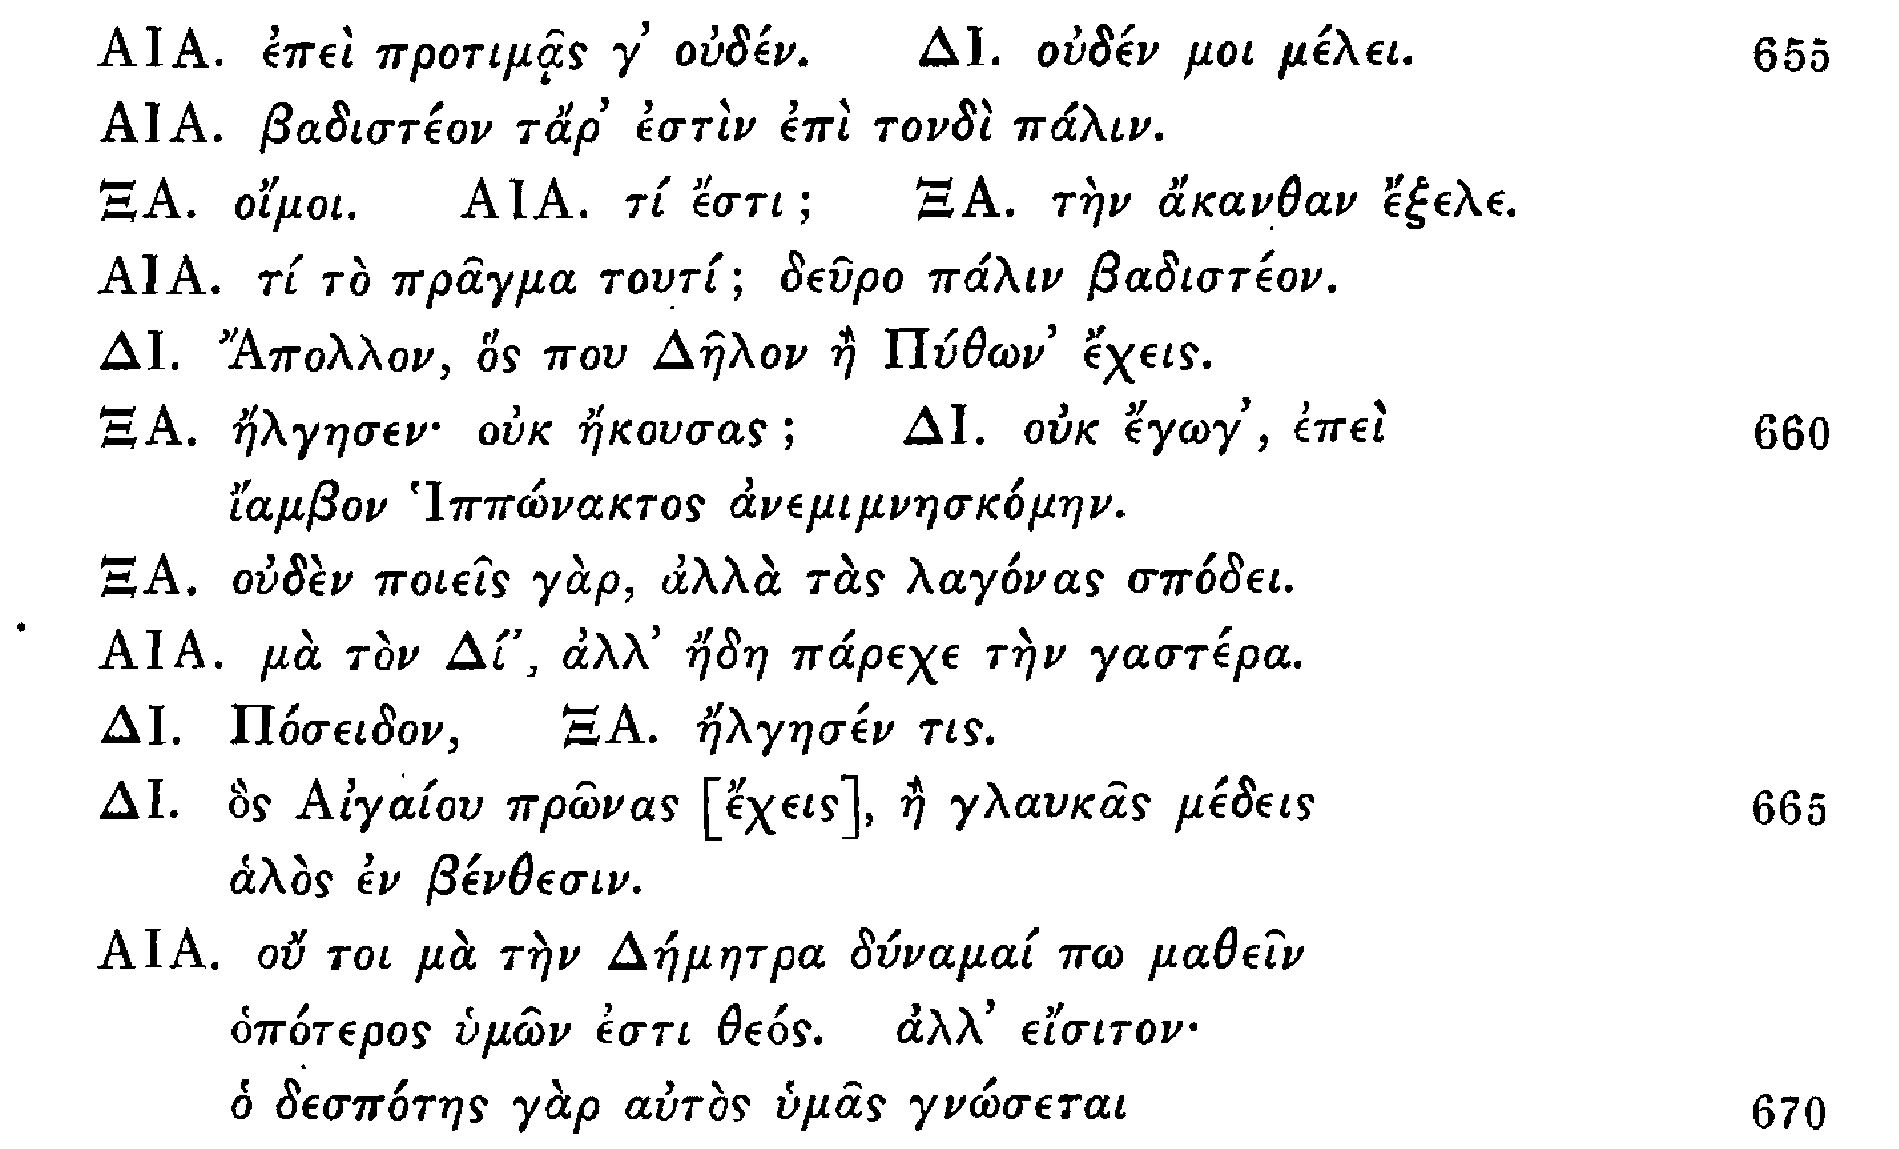 ΑΙΑ. ἐπεὶ προτιμᾷς γ’ οὐδέν. ΔΙ. οὐδέν μοι μέλει. 655
ΑΙΑ. βαδιστέον τἄρ’ ἐστὶν ἐπὶ τονδὶ πάλιν.
ΞΑ. οἴμοι. ΑΙΑ. τί ἔστι; ΞΑ. τὴν ἄκανθαν ἔξελε.
ΑΙΑ. τί τὸ πρᾶγμα τουτί; δεῦρο πάλιν βαδιστέον.
ΔΙ. Ἄπολλον, ὅς που Δῆλον ἢ Πύθων’ ἔχεις.
ΞΑ. ἤλγησεν· οὐκ ἤκουσας; ΔΙ. οὐκ ἔγωγ’, ἐπεὶ 660
ἴαμβον Ἱππώνακτος ἀνεμιμνησκόμην.
ΞΑ. οὐδὲν ποιεῖς γὰρ, ἀλλὰ τὰς λαγόνας σπόδει.
ΑΙΑ. μὰ τὸν Δί’, ἀλλ’ ἤδη πάρεχε τὴν γαστέρα.
ΔΙ. Πόσειδον, ΞΑ. ἤλγησέν τις.
ΔΙ. ὃς Αἰγαίου πρῶνας [ἔχεις], ἢ γλαυκᾶς μέδεις 665
ἁλὸς ἐν βένθεσιν.
ΑΙΑ. οὔ τοι μὰ τὴν Δήμητρα δύναμαί πω μαθεῖν
ὁπότερος ὑμῶν ἐστι θεός. ἀλλ’ εἴσιτον·
ὁ δεσπότης γὰρ αὐτὸς ὑμᾶς γνώσεται 670